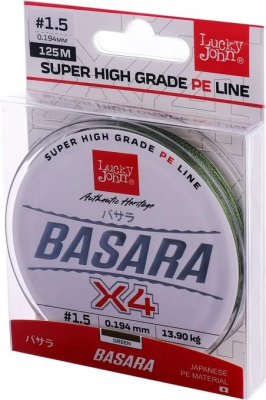 #1.5
0.194мм
125 M
Lucky John
SUPER HIGH GRADE PE LINE
X4
SUPER HIGH GRADE PE LINE
Lucky John
Authentic Heritage
バサラ
BASARA
X4
#1.5
0.194 mm
GREEN
13.90 kg
バサラ
BASARA
JAPANESE
PE MATERIAL